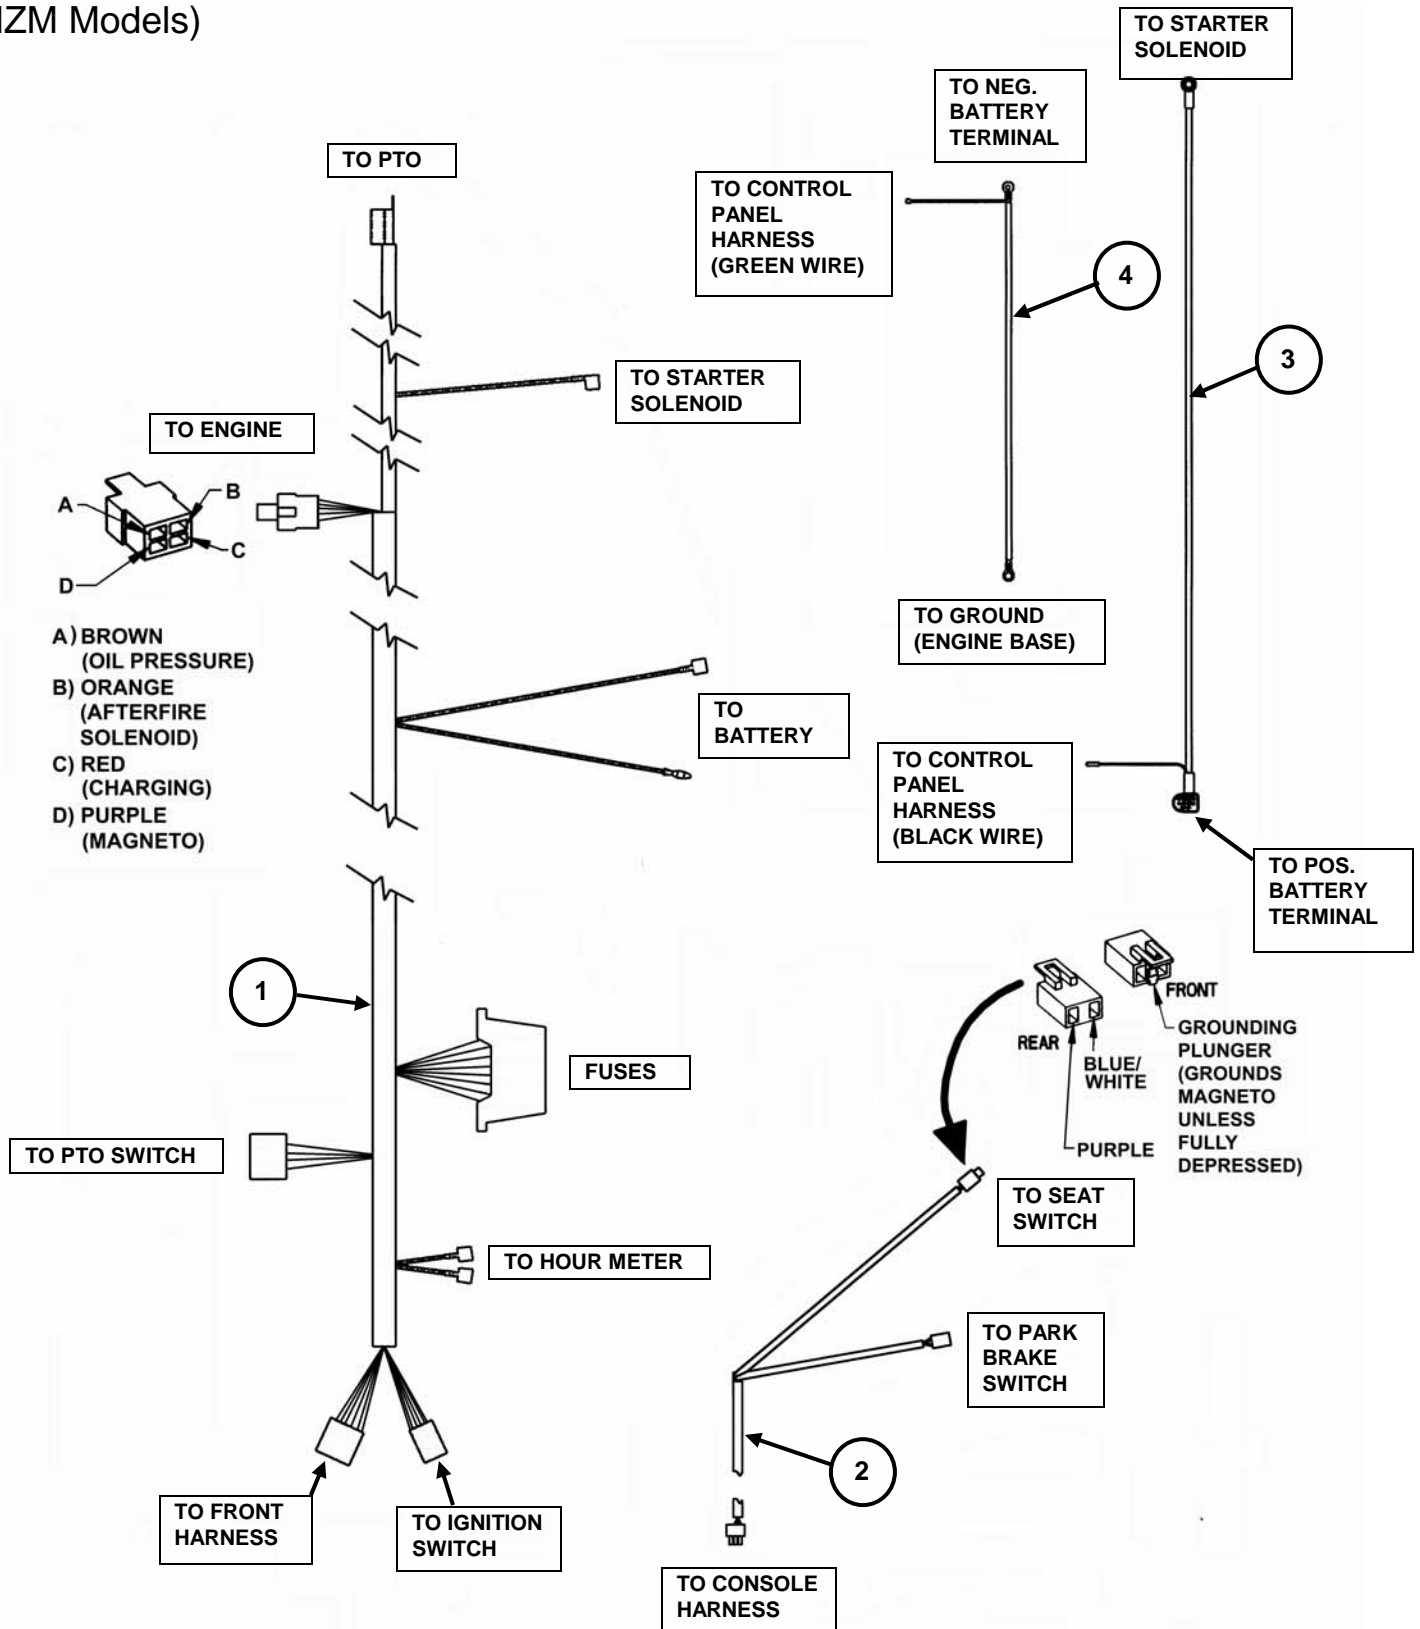 IZM Models)
TO STARTER
SOLENOID
TO NEG.
BATTERY
TERMINAL
TO PTO
TO CONTROL
PANEL
HARNESS
(GREEN WIRE)
4
3
TO STARTER
SOLENOID
TO ENGINE
A
B
C
D
TO GROUND
(ENGINE BASE)
A) BROWN
(OIL PRESSURE)
B) ORANGE
(AFTERFIRE
SOLENOID)
C) RED
(CHARGING)
D) PURPLE
(MAGNETO)
TO
BATTERY
TO CONTROL
PANEL
HARNESS
(BLACK WIRE)
TO POS.
BATTERY
TERMINAL
1
FRONT
REAR
BLUE/
WHITE
PURPLE
GROUNDING
PLUNGER
(GROUNDS
MAGNETO
UNLESS
FULLY
DEPRESSED)
FUSES
TO PTO SWITCH
TO SEAT
SWITCH
TO HOUR METER
TO PARK
BRAKE
SWITCH
2
TO FRONT
HARNESS
TO IGNITION
SWITCH
TO CONSOLE
HARNESS